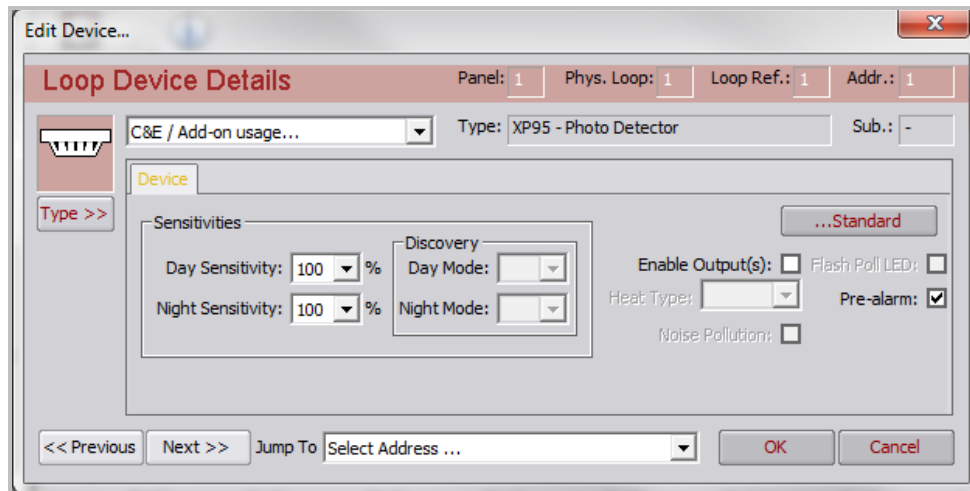 Edit Device...
Loop Device Details Panel: 1 Phys. Loop: 1 Loop Ref.: 1 Addr.: 1
C&E / Add-on usage... Type: XP95 - Photo Detector Sub.: -
Device
Type >>
...Standard
Sensitivities
Discovery
Day Sensitivity: 100 % Day Mode: Enable Output(s): Flash Poll LED:
Night Sensitivity: 100 % Night Mode: Heat Type: Pre-alarm:
Noise Pollution:
<< Previous Next >> Jump To Select Address ... OK Cancel